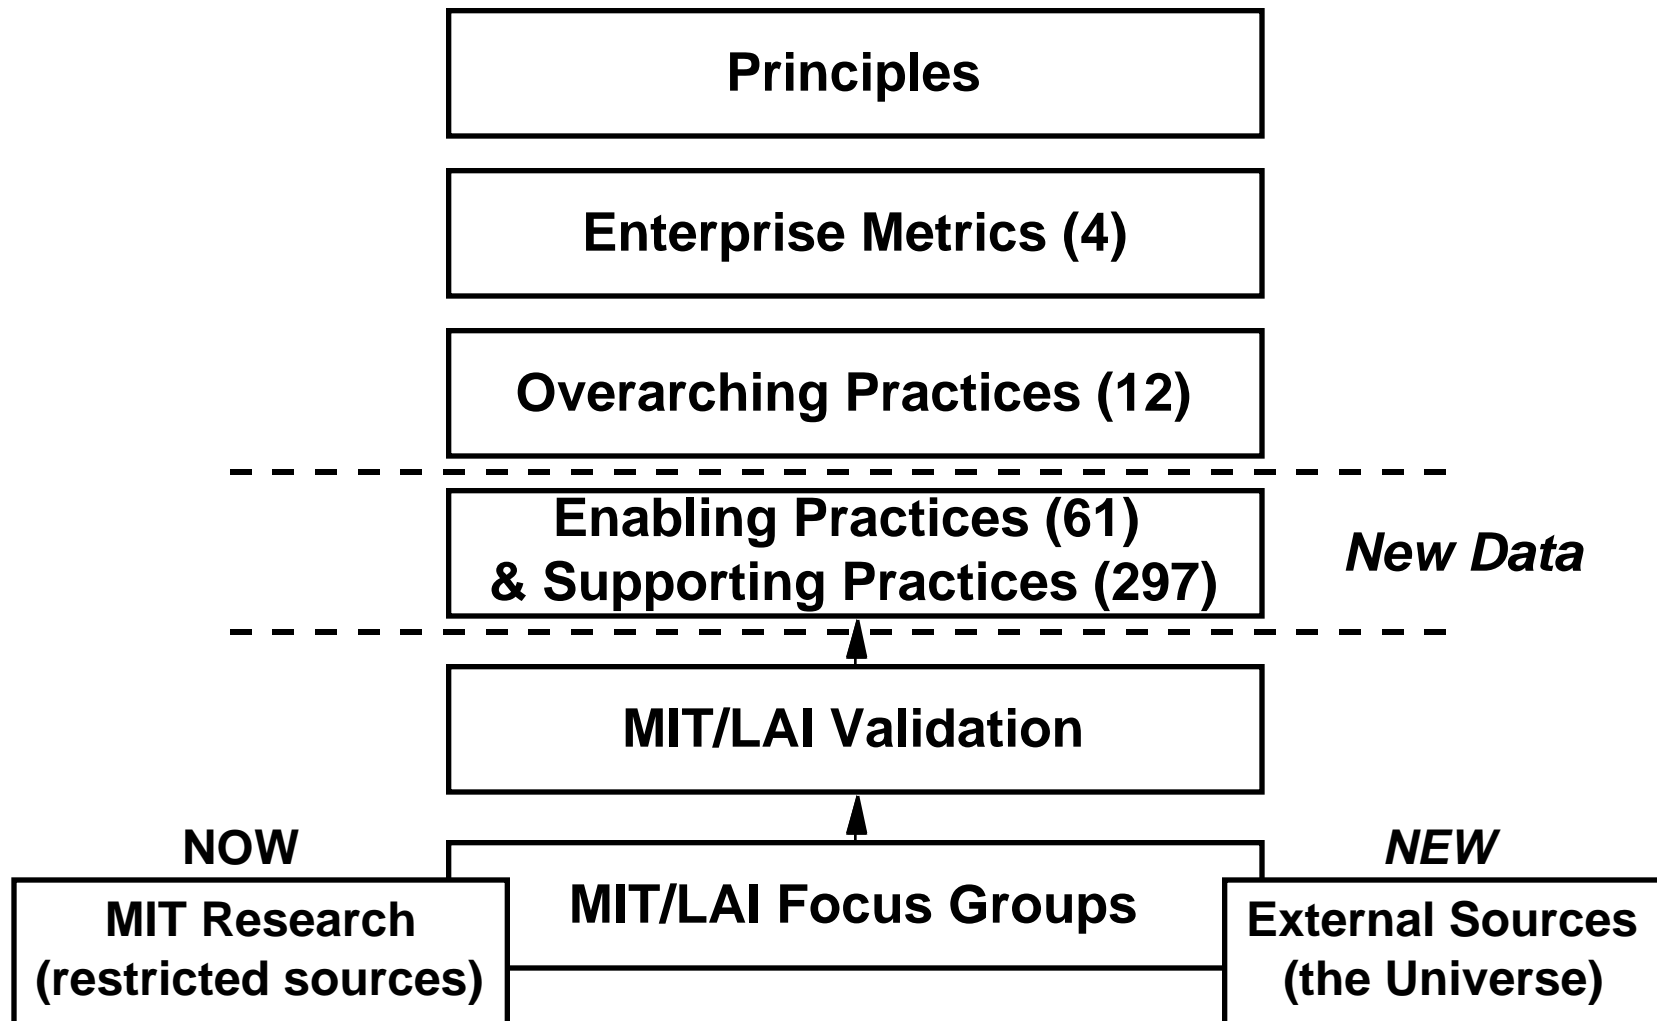 Principles
Enterprise Metrics (4)
Overarching Practices (12)
Enabling Practices (61)
& Supporting Practices (297)
New Data
MIT/LAI Validation
NOW
NEW
MIT/LAI Focus Groups
MIT Research
(restricted sources)
External Sources
(the Universe)